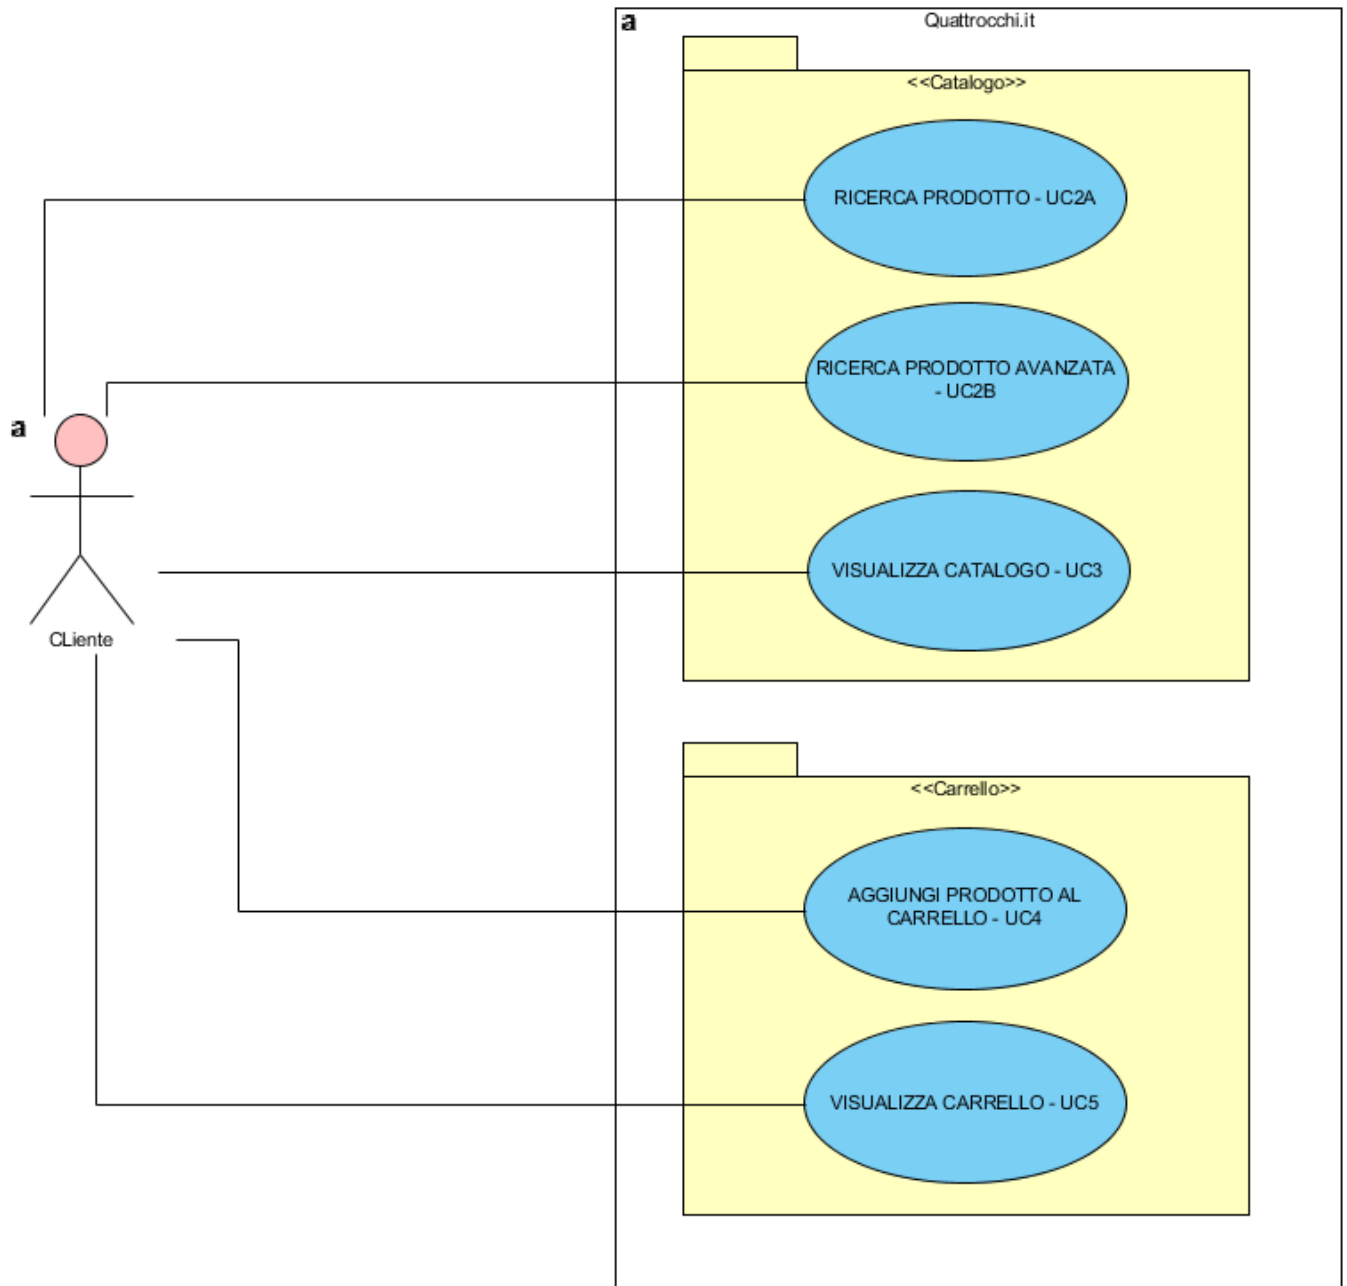 a
Quattrocchi.it
<<Catalogo>>
RICERCA PRODOTTO - UC2A
RICERCA PRODOTTO AVANZATA
- UC2B
a
VISUALIZZA CATALOGO - UC3
CLiente
<<Carrello>>
AGGIUNGI PRODOTTO AL
CARRELLO - UC4
VISUALIZZA CARRELLO - UC5